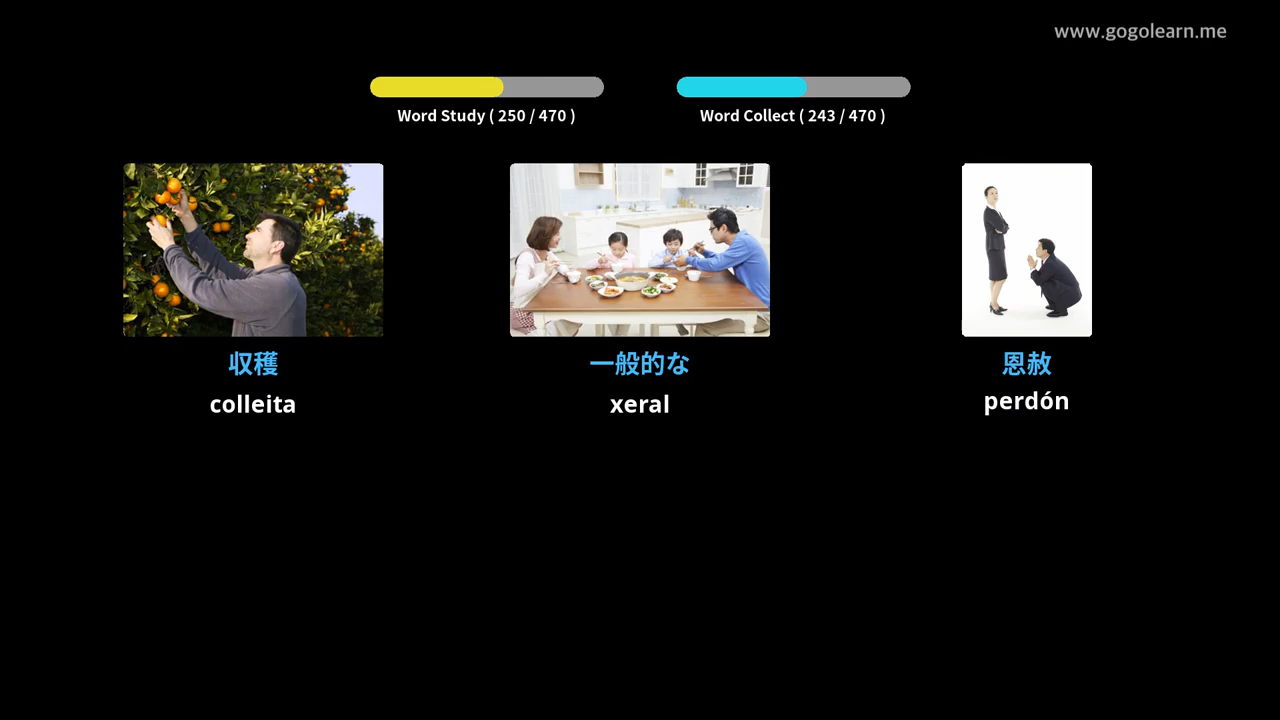 www.gogolearn.me
Word Study ( 250 / 470 )
Word Collect ( 243 / 470 )
収穫
一般的な
恩赦
colleita
xeral
perdón